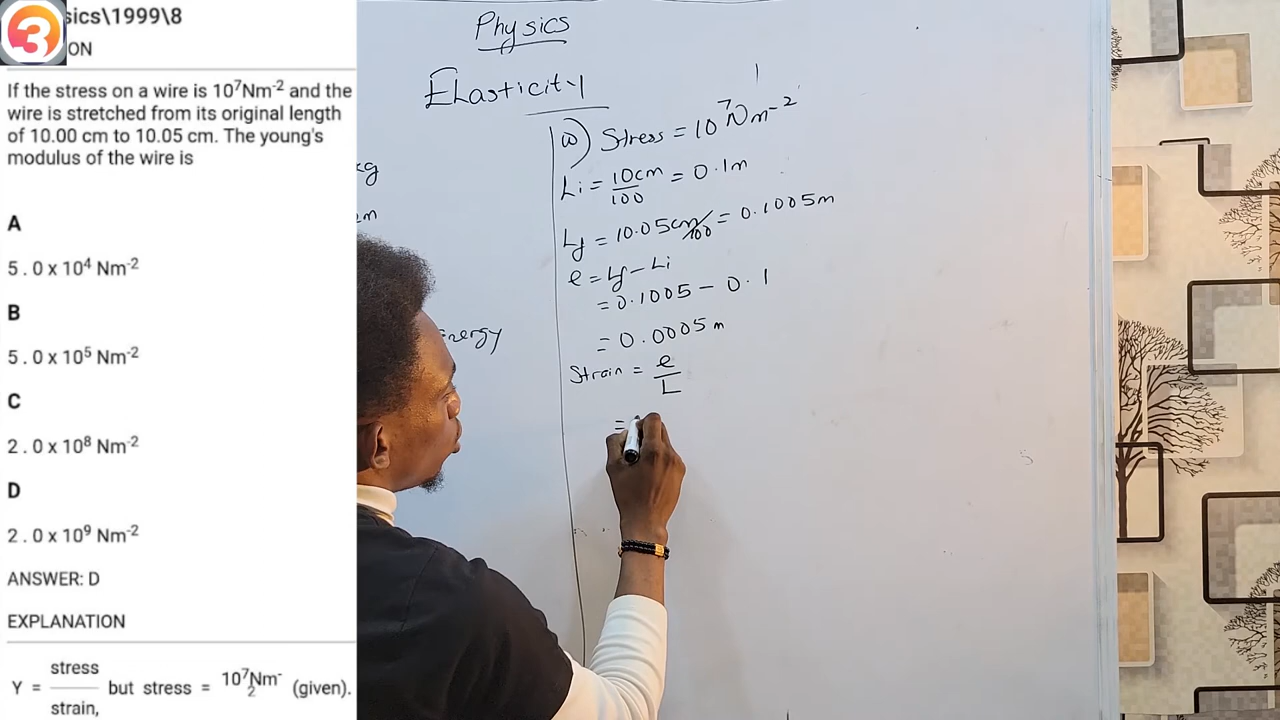 3
sics\1999\8
ON
If the stress on a wire is 10⁷Nm⁻² and the
wire is stretched from its original length
of 10.00 cm to 10.05 cm. The young's
modulus of the wire is
A
5.0 x 10⁴ Nm⁻²
B
5.0 x 10⁵ Nm⁻²
C
2.0 x 10⁸ Nm⁻²
D
2.0 x 10⁹ Nm⁻²
ANSWER: D
EXPLANATION
Y = stress / strain, but stress = 10⁷Nm⁻² (given).
Physics
Elasticity
kg
m
energy
Stress = 10⁷Nm⁻²
Li = 10cm/100 = 0.1m
Lf = 10.05cm/100 = 0.1005m
e = Lf - Li
= 0.1005 - 0.1
= 0.0005m
Strain = e/L
=